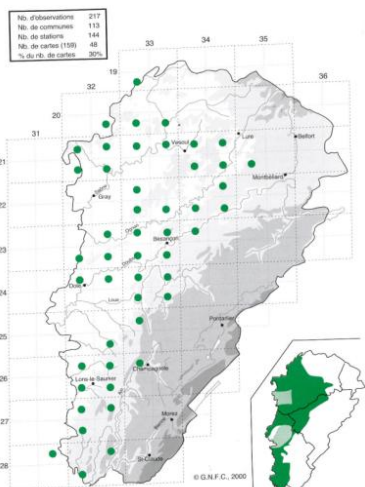 Nb. d'observations 217
Nb. de communes 113
Nb. de stations 144
Nb. de cartes (159) 48
% du nb. de cartes 30%
33
34
35
36
32
19
31
20
21
22
23
24
25
26
27
28
Vesoul
Lure
Belfort
Montbéliard
Gray
Besançon
Dole
Loue
Pontarlier
Champagnole
Lons-le-Saunier
Morez
St-Claude
© G.N.F.C., 2000